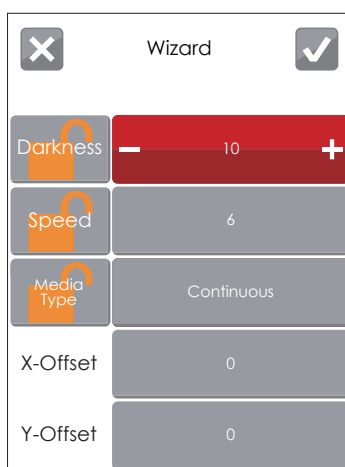 Wizard
Darkness
10
Speed
6
Media
Type
Continuous
X-Offset
0
Y-Offset
0